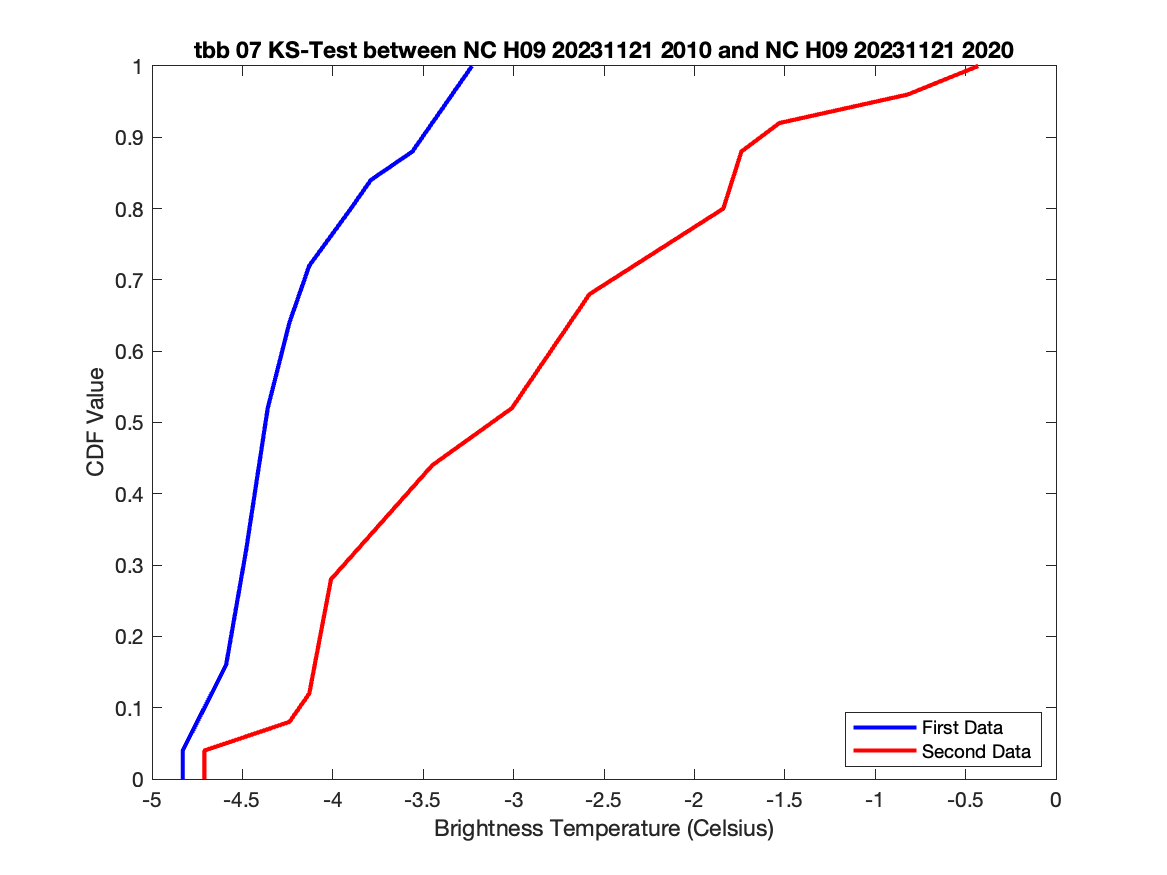 tbb 07 KS-Test between NC H09 20231121 2010 and NC H09 20231121 2020
1
0.9
0.8
0.7
0.6
0.5
0.4
0.3
0.2
0.1
0
CDF Value
First Data
Second Data
-5 -4.5 -4 -3.5 -3 -2.5 -2 -1.5 -1 -0.5 0
Brightness Temperature (Celsius)